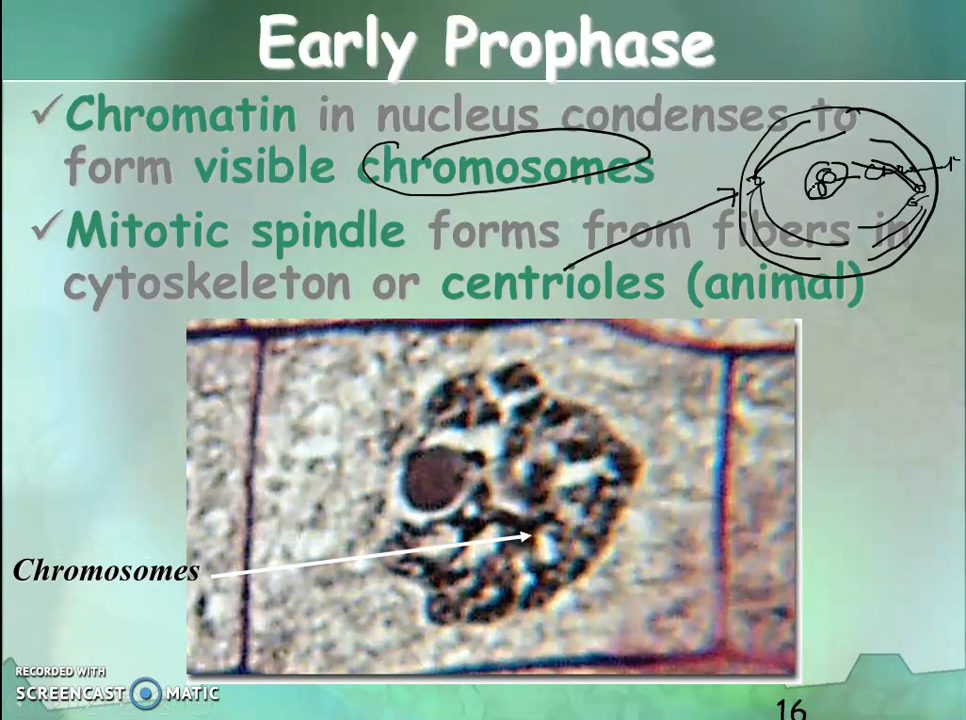 Early Prophase
✓Chromatin in nucleus condenses to
form visible chromosomes
✓Mitotic spindle forms from fibers in
cytoskeleton or centrioles (animal)
Chromosomes
RECORDED WITH
SCREENCAST MATIC
16